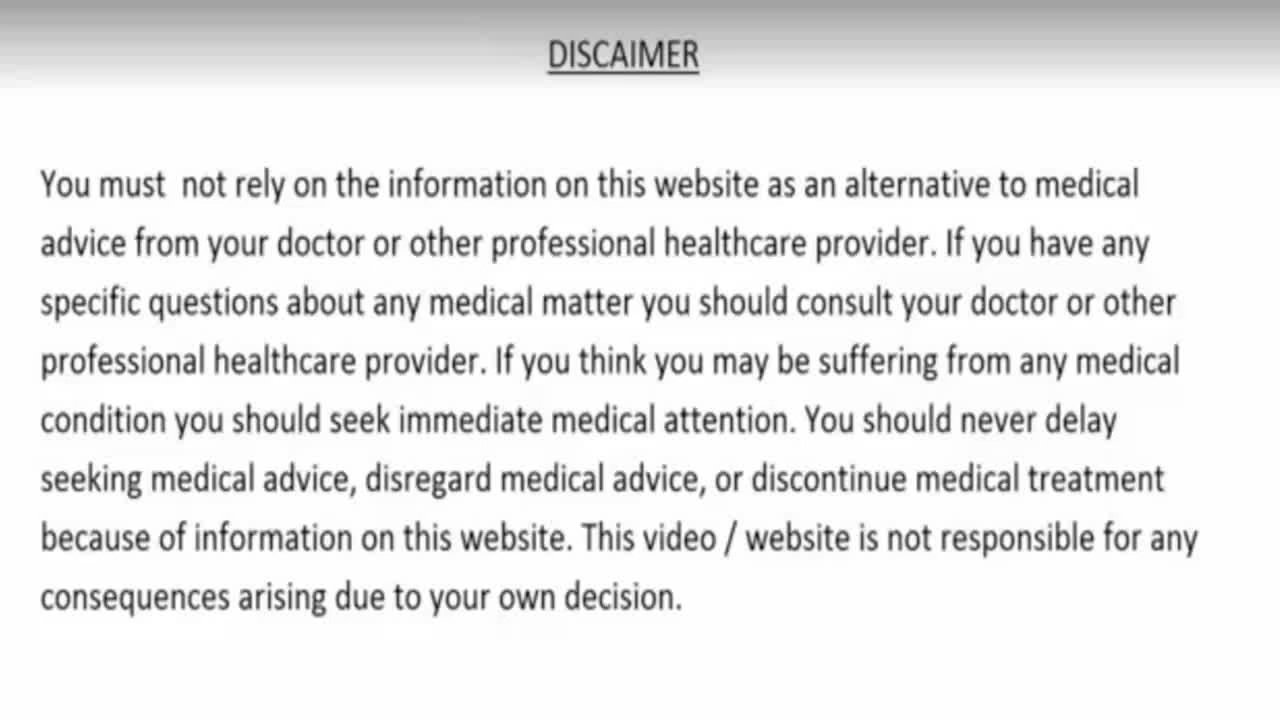 DISCAIMER
You must  not rely on the information on this website as an alternative to medical
advice from your doctor or other professional healthcare provider. If you have any
specific questions about any medical matter you should consult your doctor or other
professional healthcare provider. If you think you may be suffering from any medical
condition you should seek immediate medical attention. You should never delay
seeking medical advice, disregard medical advice, or discontinue medical treatment
because of information on this website. This video / website is not responsible for any
consequences arising due to your own decision.